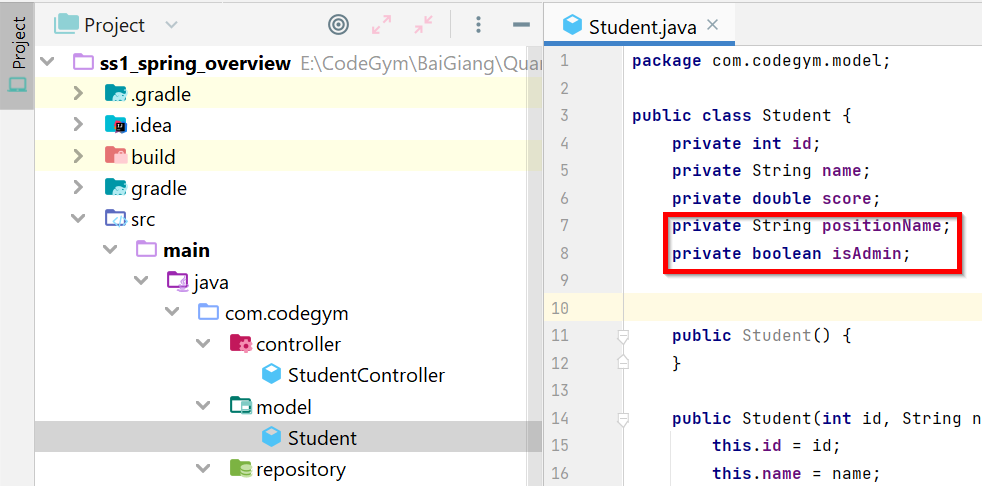 Project
Project
ss1_spring_overview E:\CodeGym\BaiGiang\Quar
.gradle
.idea
build
gradle
src
main
java
com.codegym
controller
StudentController
model
Student
repository
Student.java
1 package com.codegym.model;
2
3 public class Student {
4 private int id;
5 private String name;
6 private double score;
7 private String positionName;
8 private boolean isAdmin;
9
10
11 public Student() {
12 }
13
14 public Student(int id, String n
15 this.id = id;
16 this.name = name;